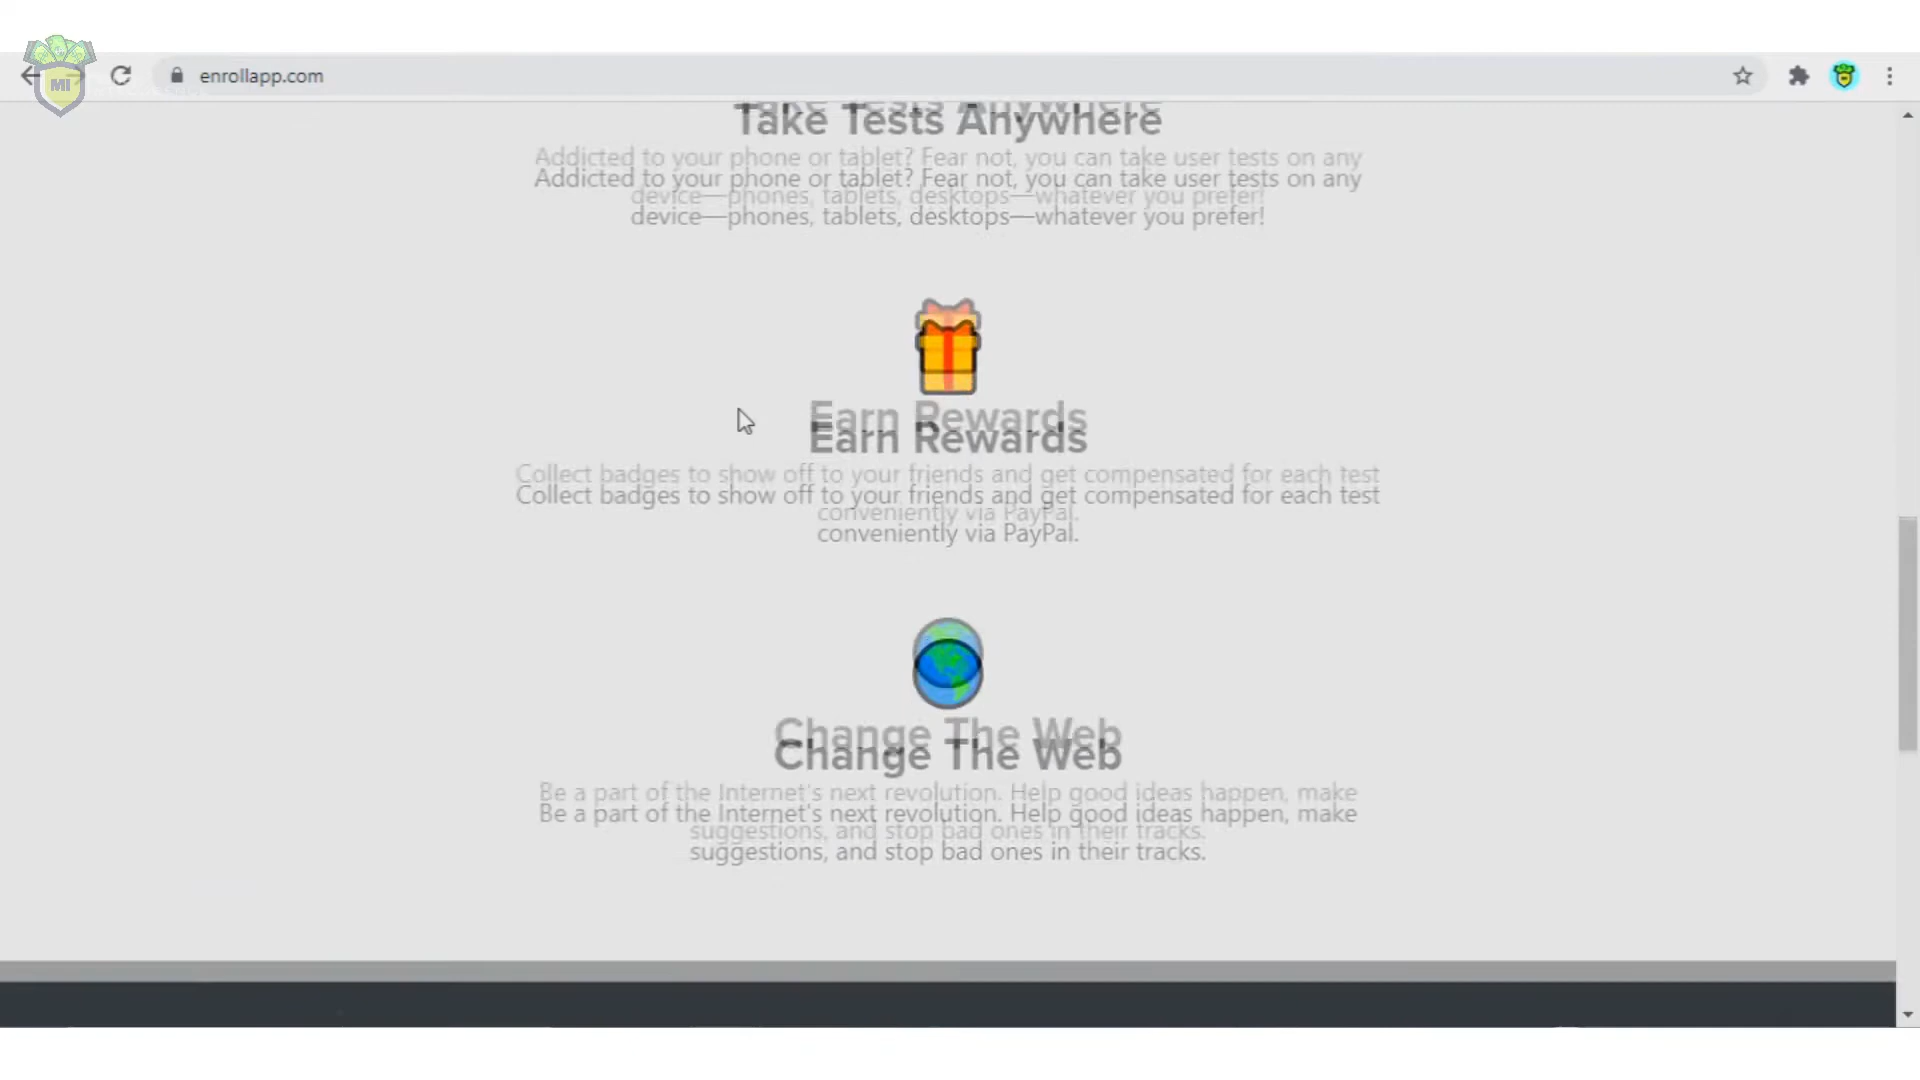 MI
enrollapp.com
Take Tests Anywhere
Addicted to your phone or tablet? Fear not, you can take user tests on any
device—phones, tablets, desktops—whatever you prefer!
Earn Rewards
Collect badges to show off to your friends and get compensated for each test
conveniently via PayPal.
Change The Web
Be a part of the Internet's next revolution. Help good ideas happen, make
suggestions, and stop bad ones in their tracks.